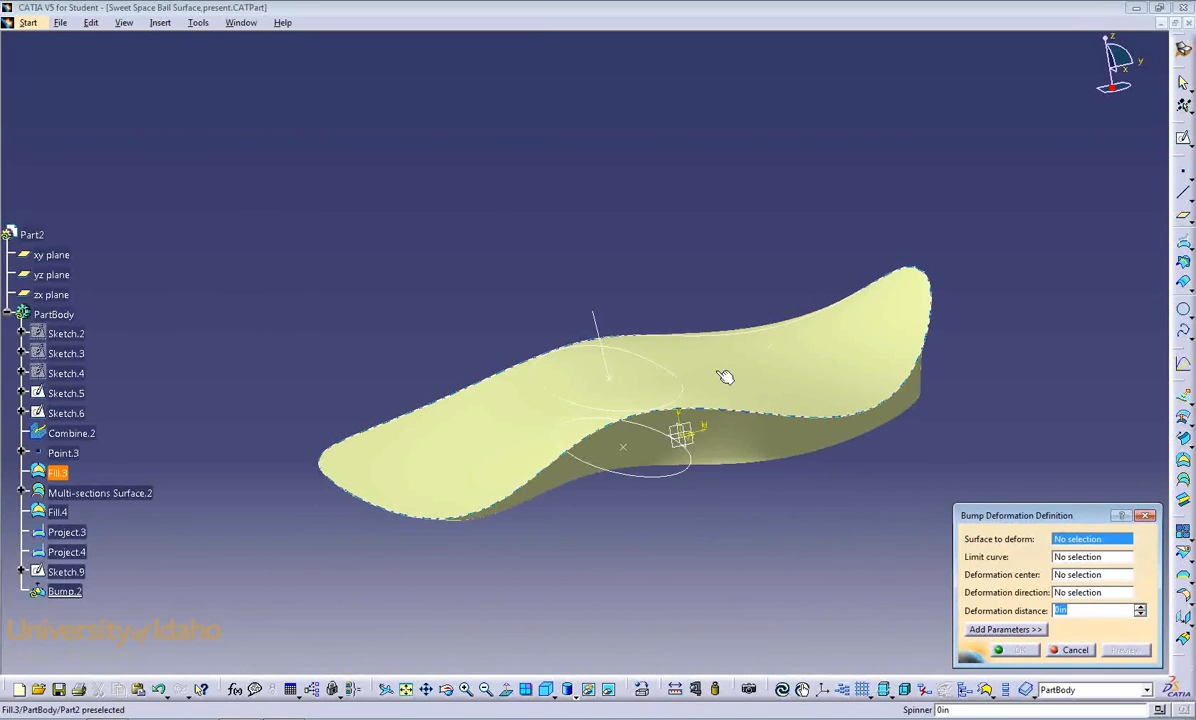 CATIA V5 for Student - [Sweet Space Ball Surface,present.CATPart]
Start File Edit View Insert Tools Window Help
z
y
x
Part2
xy plane
yz plane
zx plane
PartBody
Sketch.2
Sketch.3
Sketch.4
Sketch.5
Sketch.6
Combine.2
Point.3
Fill.3
Multi-sections Surface.2
Fill.4
Project.3
Project.4
Sketch.9
Bump.2
V
H
University of Idaho
Bump Deformation Definition
Surface to deform: No selection
Limit curve: No selection
Deformation center: No selection
Deformation direction: No selection
Deformation distance: 0in
Add Parameters >>
OK Cancel Preview
PartBody
CATIA
Fill.3/PartBody/Part2 preselected
Spinner 0in